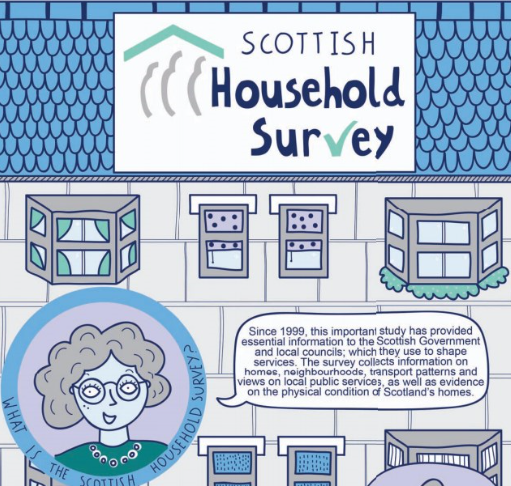 SCOTTISH
Household
Survey
Since 1999, this important study has provided
essential information to the Scottish Government
and local councils; which they use to shape
services. The survey collects information on
homes, neighbourhoods, transport patterns and
views on local public services, as well as evidence
on the physical condition of Scotland's homes.
WHAT IS THE SCOTTISH HOUSEHOLD SURVEY?